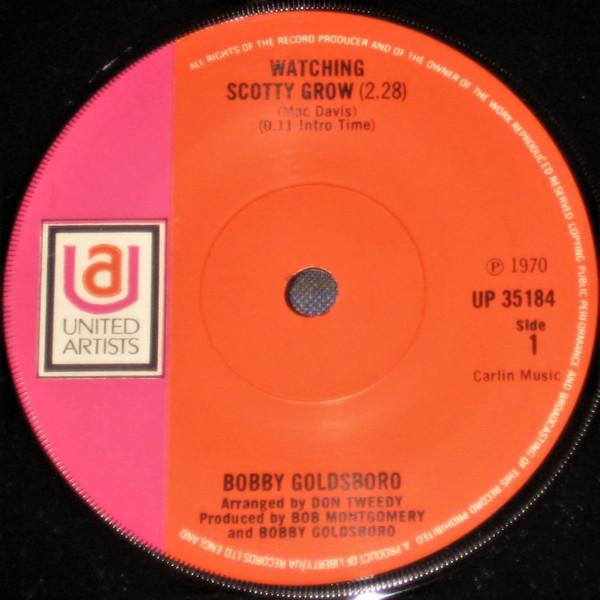 ALL RIGHTS OF THE RECORD PRODUCER AND OF THE OWNER OF THE WORK REPRODUCED RESERVED COPYING PUBLIC PERFORMANCE AND BROADCASTING OF THIS RECORD PROHIBITED. A PRODUCT OF LIBERTY/UA RECORDS LTD ENGLAND
WATCHING
SCOTTY GROW (2.28)
(Mac Davis)
(0.11 Intro Time)
ua
UNITED
ARTISTS
℗ 1970
UP 35184
Side
1
Carlin Music
BOBBY GOLDSBORO
Arranged by DON TWEEDY
Produced by BOB MONTGOMERY
and BOBBY GOLDSBORO